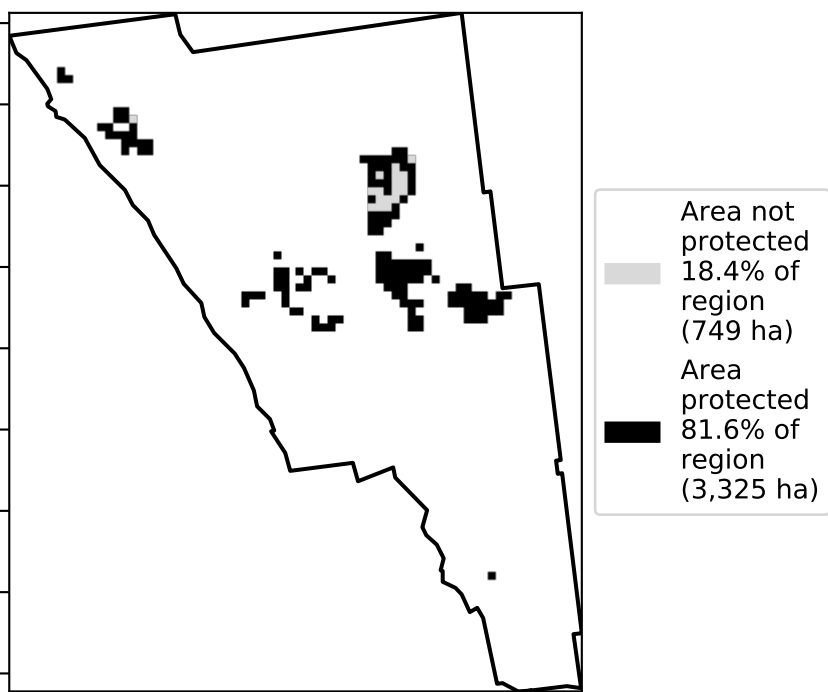 Area not
protected
18.4% of
region
(749 ha)
Area
protected
81.6% of
region
(3,325 ha)